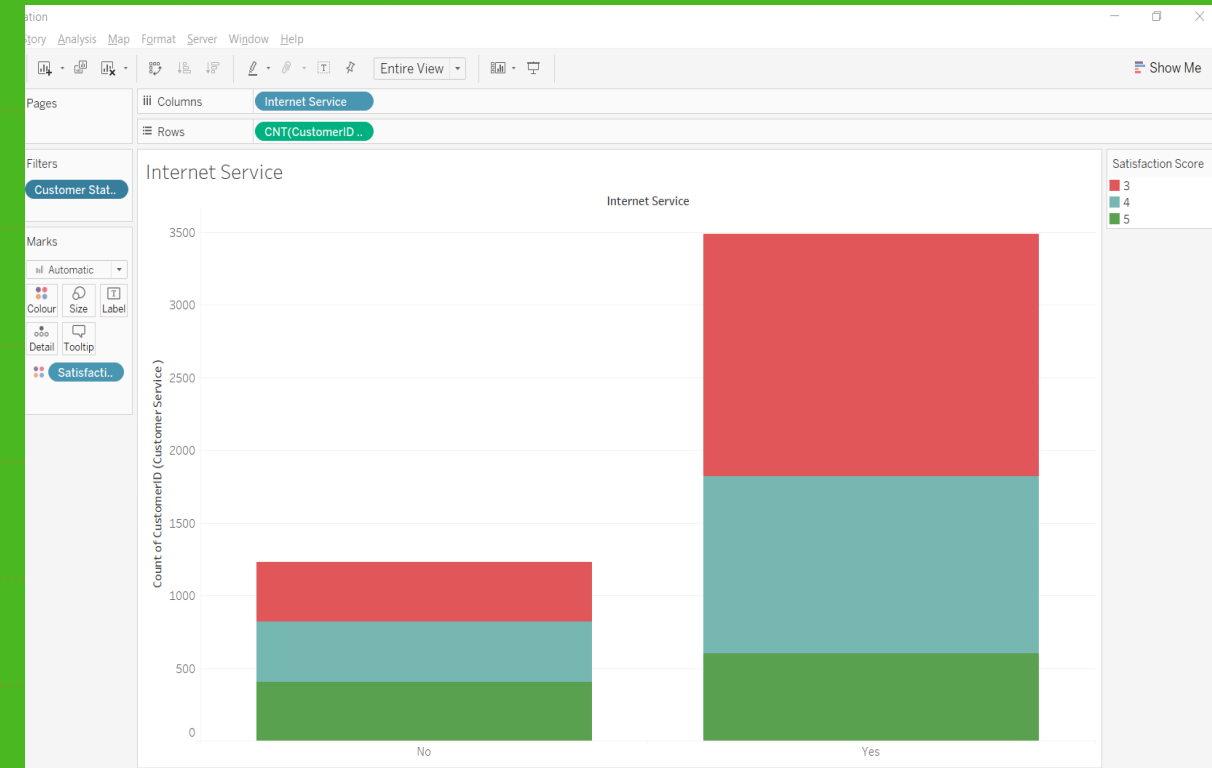 ation
tory Analysis Map Format Server Window Help
Entire View
Show Me
Pages
Columns
Internet Service
Rows
CNT(CustomerID ..
Filters
Customer Stat..
Marks
Automatic
Colour Size Label
Detail Tooltip
Satisfacti..
Internet Service
Internet Service
Count of CustomerID (Customer Service)
3500
3000
2500
2000
1500
1000
500
0
No Yes
Satisfaction Score
3
4
5